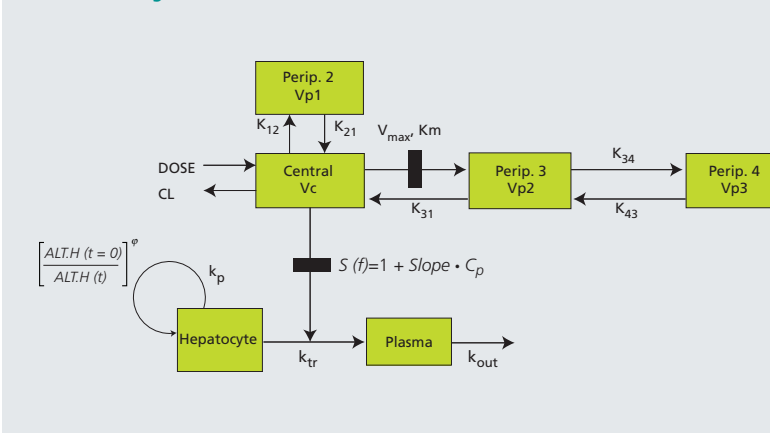 Perip. 2
Vp1
K12
K21
Vmax, Km
K34
DOSE
CL
Central
Vc
Perip. 3
Vp2
Perip. 4
Vp3
K31
K43
[ALT.H (t = 0)
ALT.H (t)]φ
kp
S (f)=1 + Slope • Cp
Hepatocyte
Plasma
ktr
kout